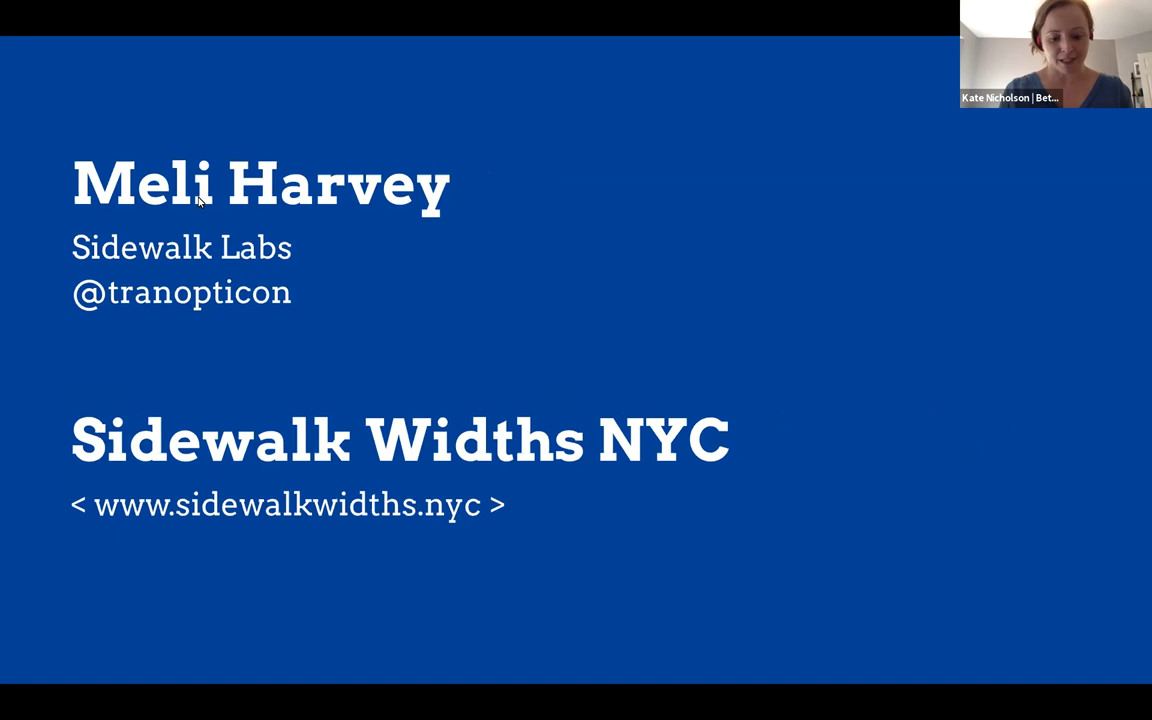 Kate Nicholson | Bet...
Meli Harvey
Sidewalk Labs
@tranopticon
Sidewalk Widths NYC
< www.sidewalkwidths.nyc >